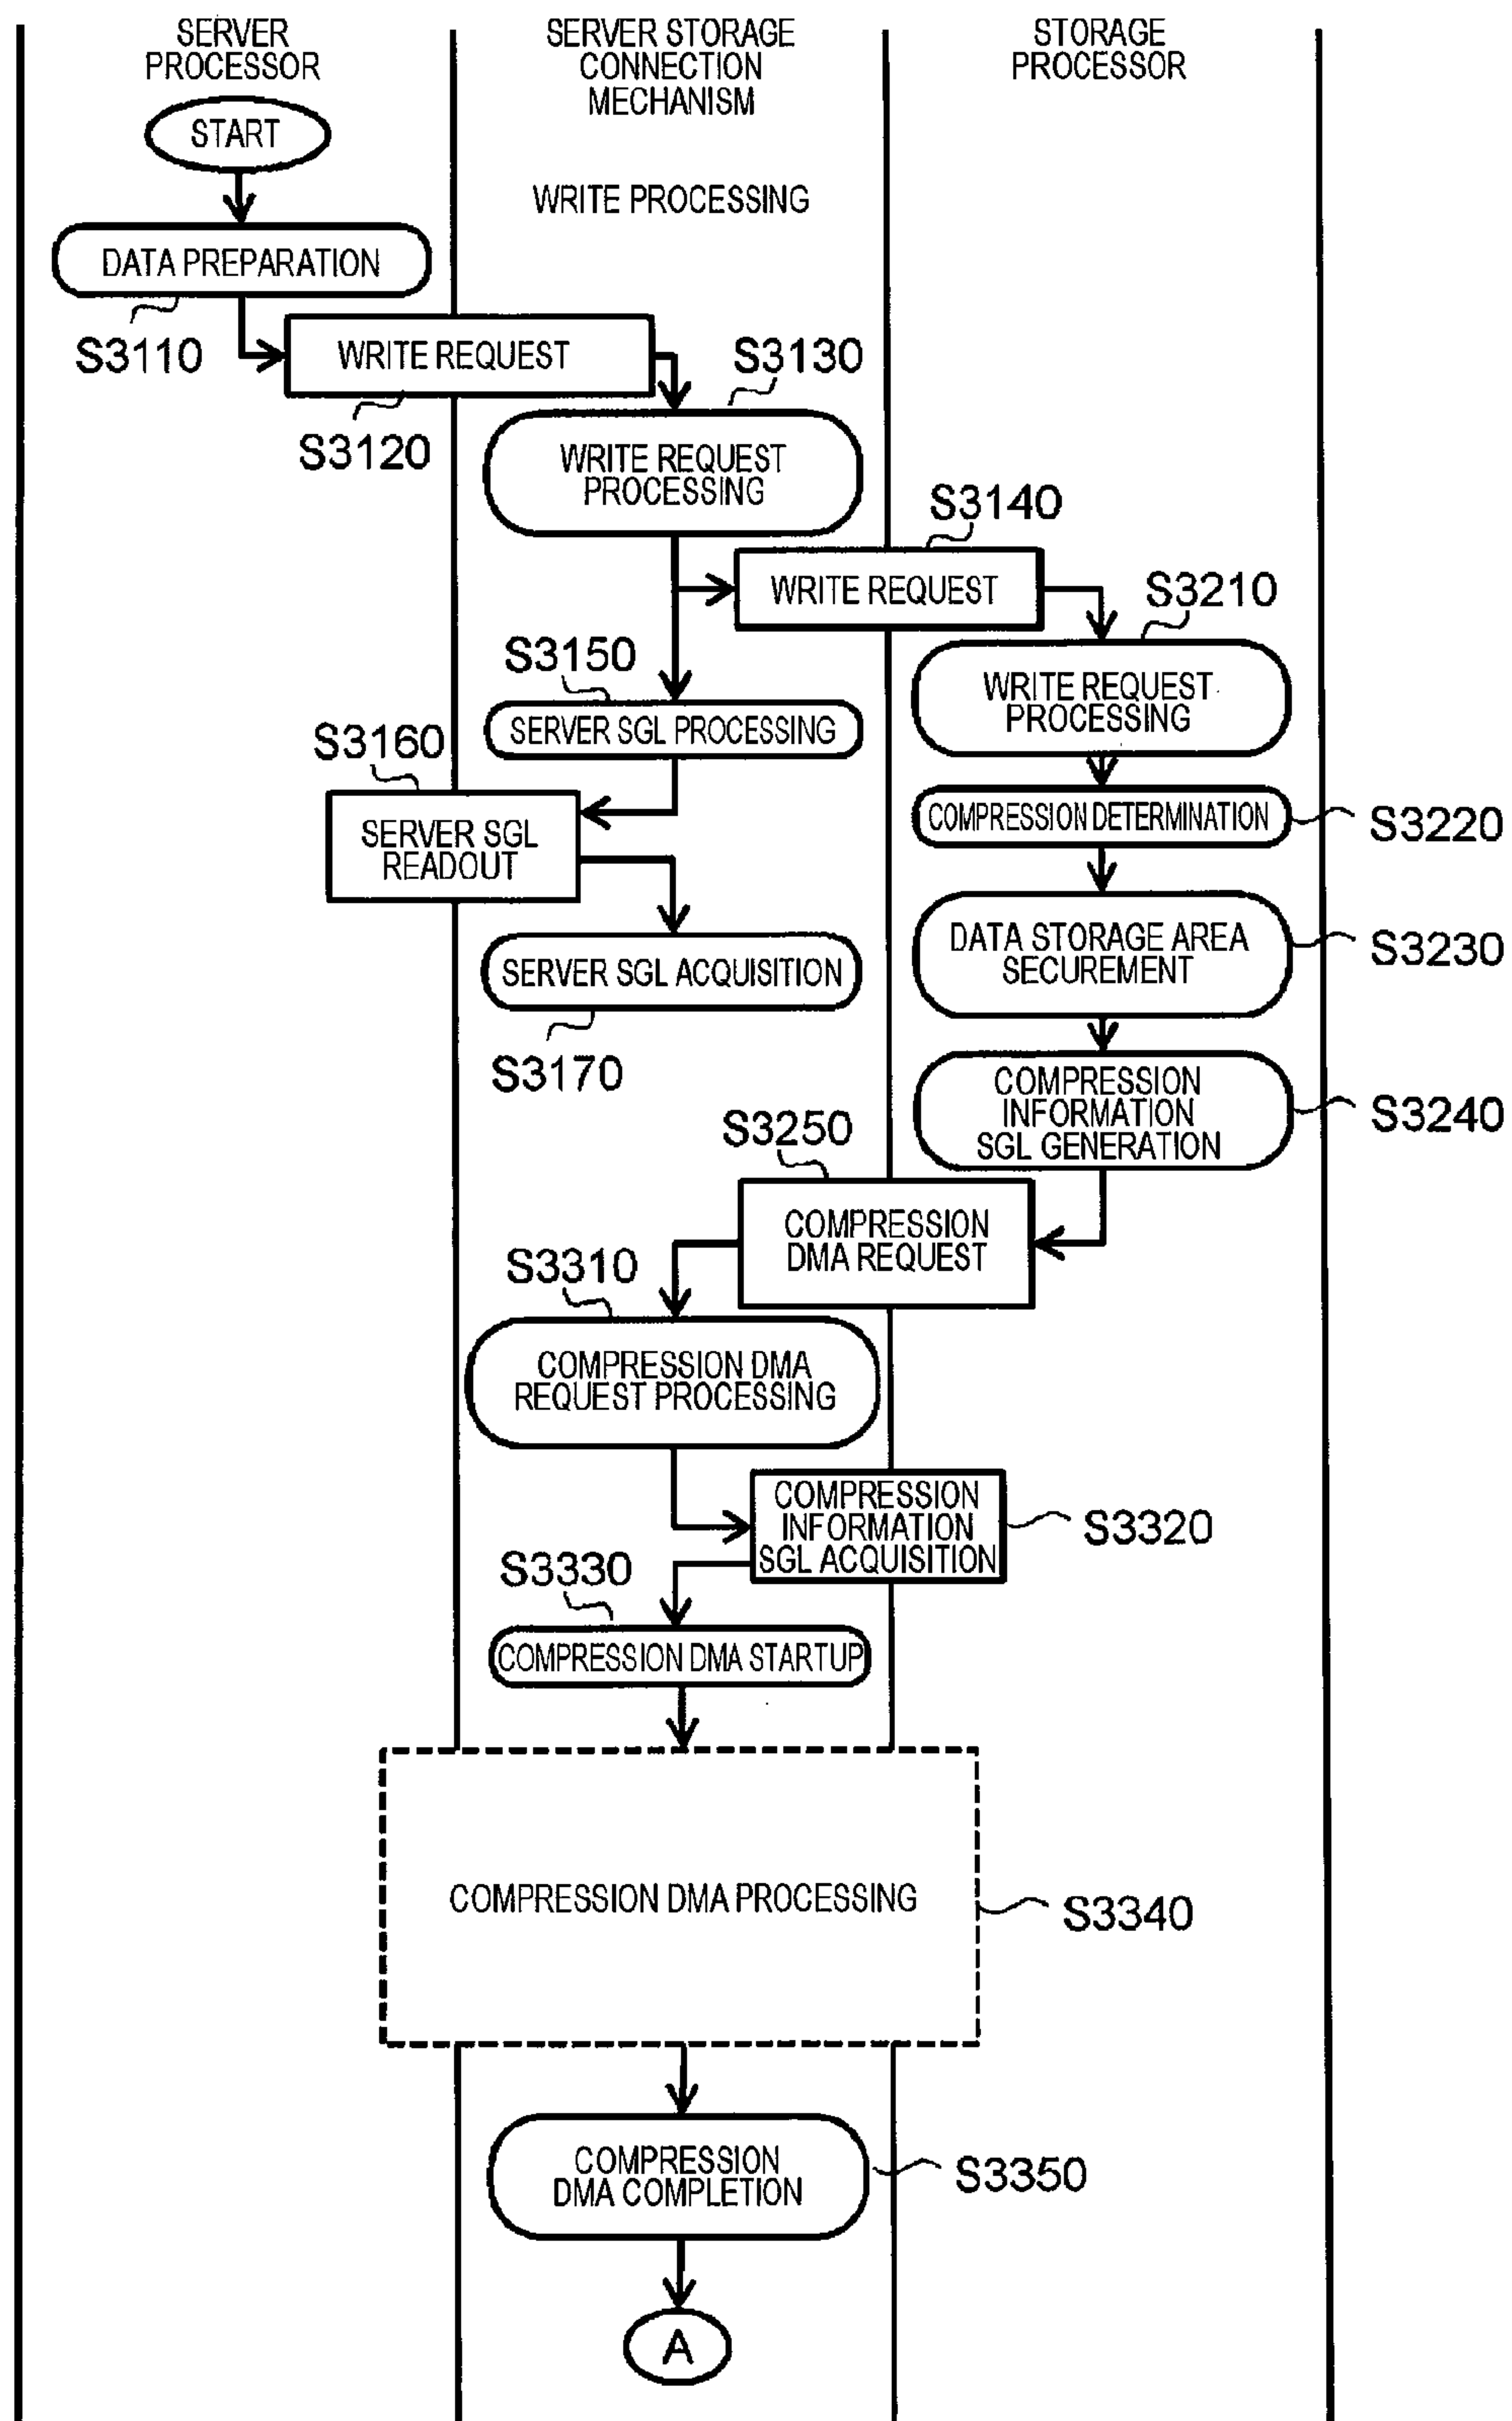 SERVER
PROCESSOR
SERVER STORAGE
CONNECTION
MECHANISM
STORAGE
PROCESSOR
START
WRITE PROCESSING
DATA PREPARATION
S3110
WRITE REQUEST
S3120
S3130
WRITE REQUEST
PROCESSING
S3140
WRITE REQUEST
S3210
WRITE REQUEST
PROCESSING
S3150
SERVER SGL PROCESSING
S3160
SERVER SGL
READOUT
COMPRESSION DETERMINATION
S3220
DATA STORAGE AREA
SECUREMENT
S3230
SERVER SGL ACQUISITION
S3170
COMPRESSION
INFORMATION
SGL GENERATION
S3240
S3250
COMPRESSION
DMA REQUEST
S3310
COMPRESSION DMA
REQUEST PROCESSING
COMPRESSION
INFORMATION
SGL ACQUISITION
S3320
S3330
COMPRESSION DMA STARTUP
COMPRESSION DMA PROCESSING
S3340
COMPRESSION
DMA COMPLETION
S3350
A